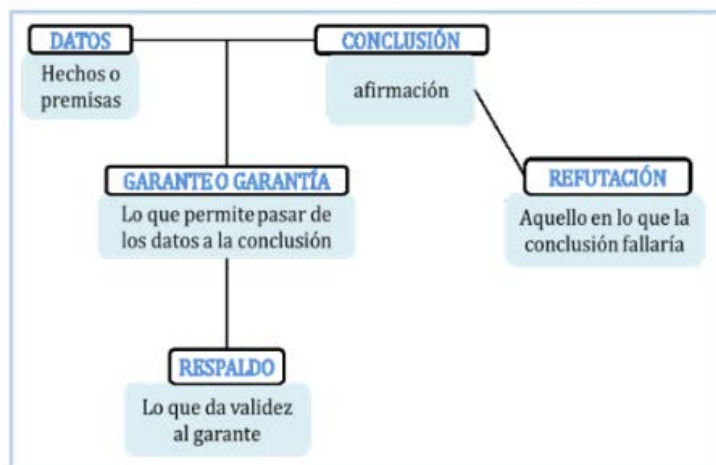 DATOS
Hechos o
premisas
CONCLUSIÓN
afirmación
GARANTE O GARANTÍA
Lo que permite pasar de
los datos a la conclusión
REFUTACIÓN
Aquello en lo que la
conclusión fallaría
RESPALDO
Lo que da validez
al garante